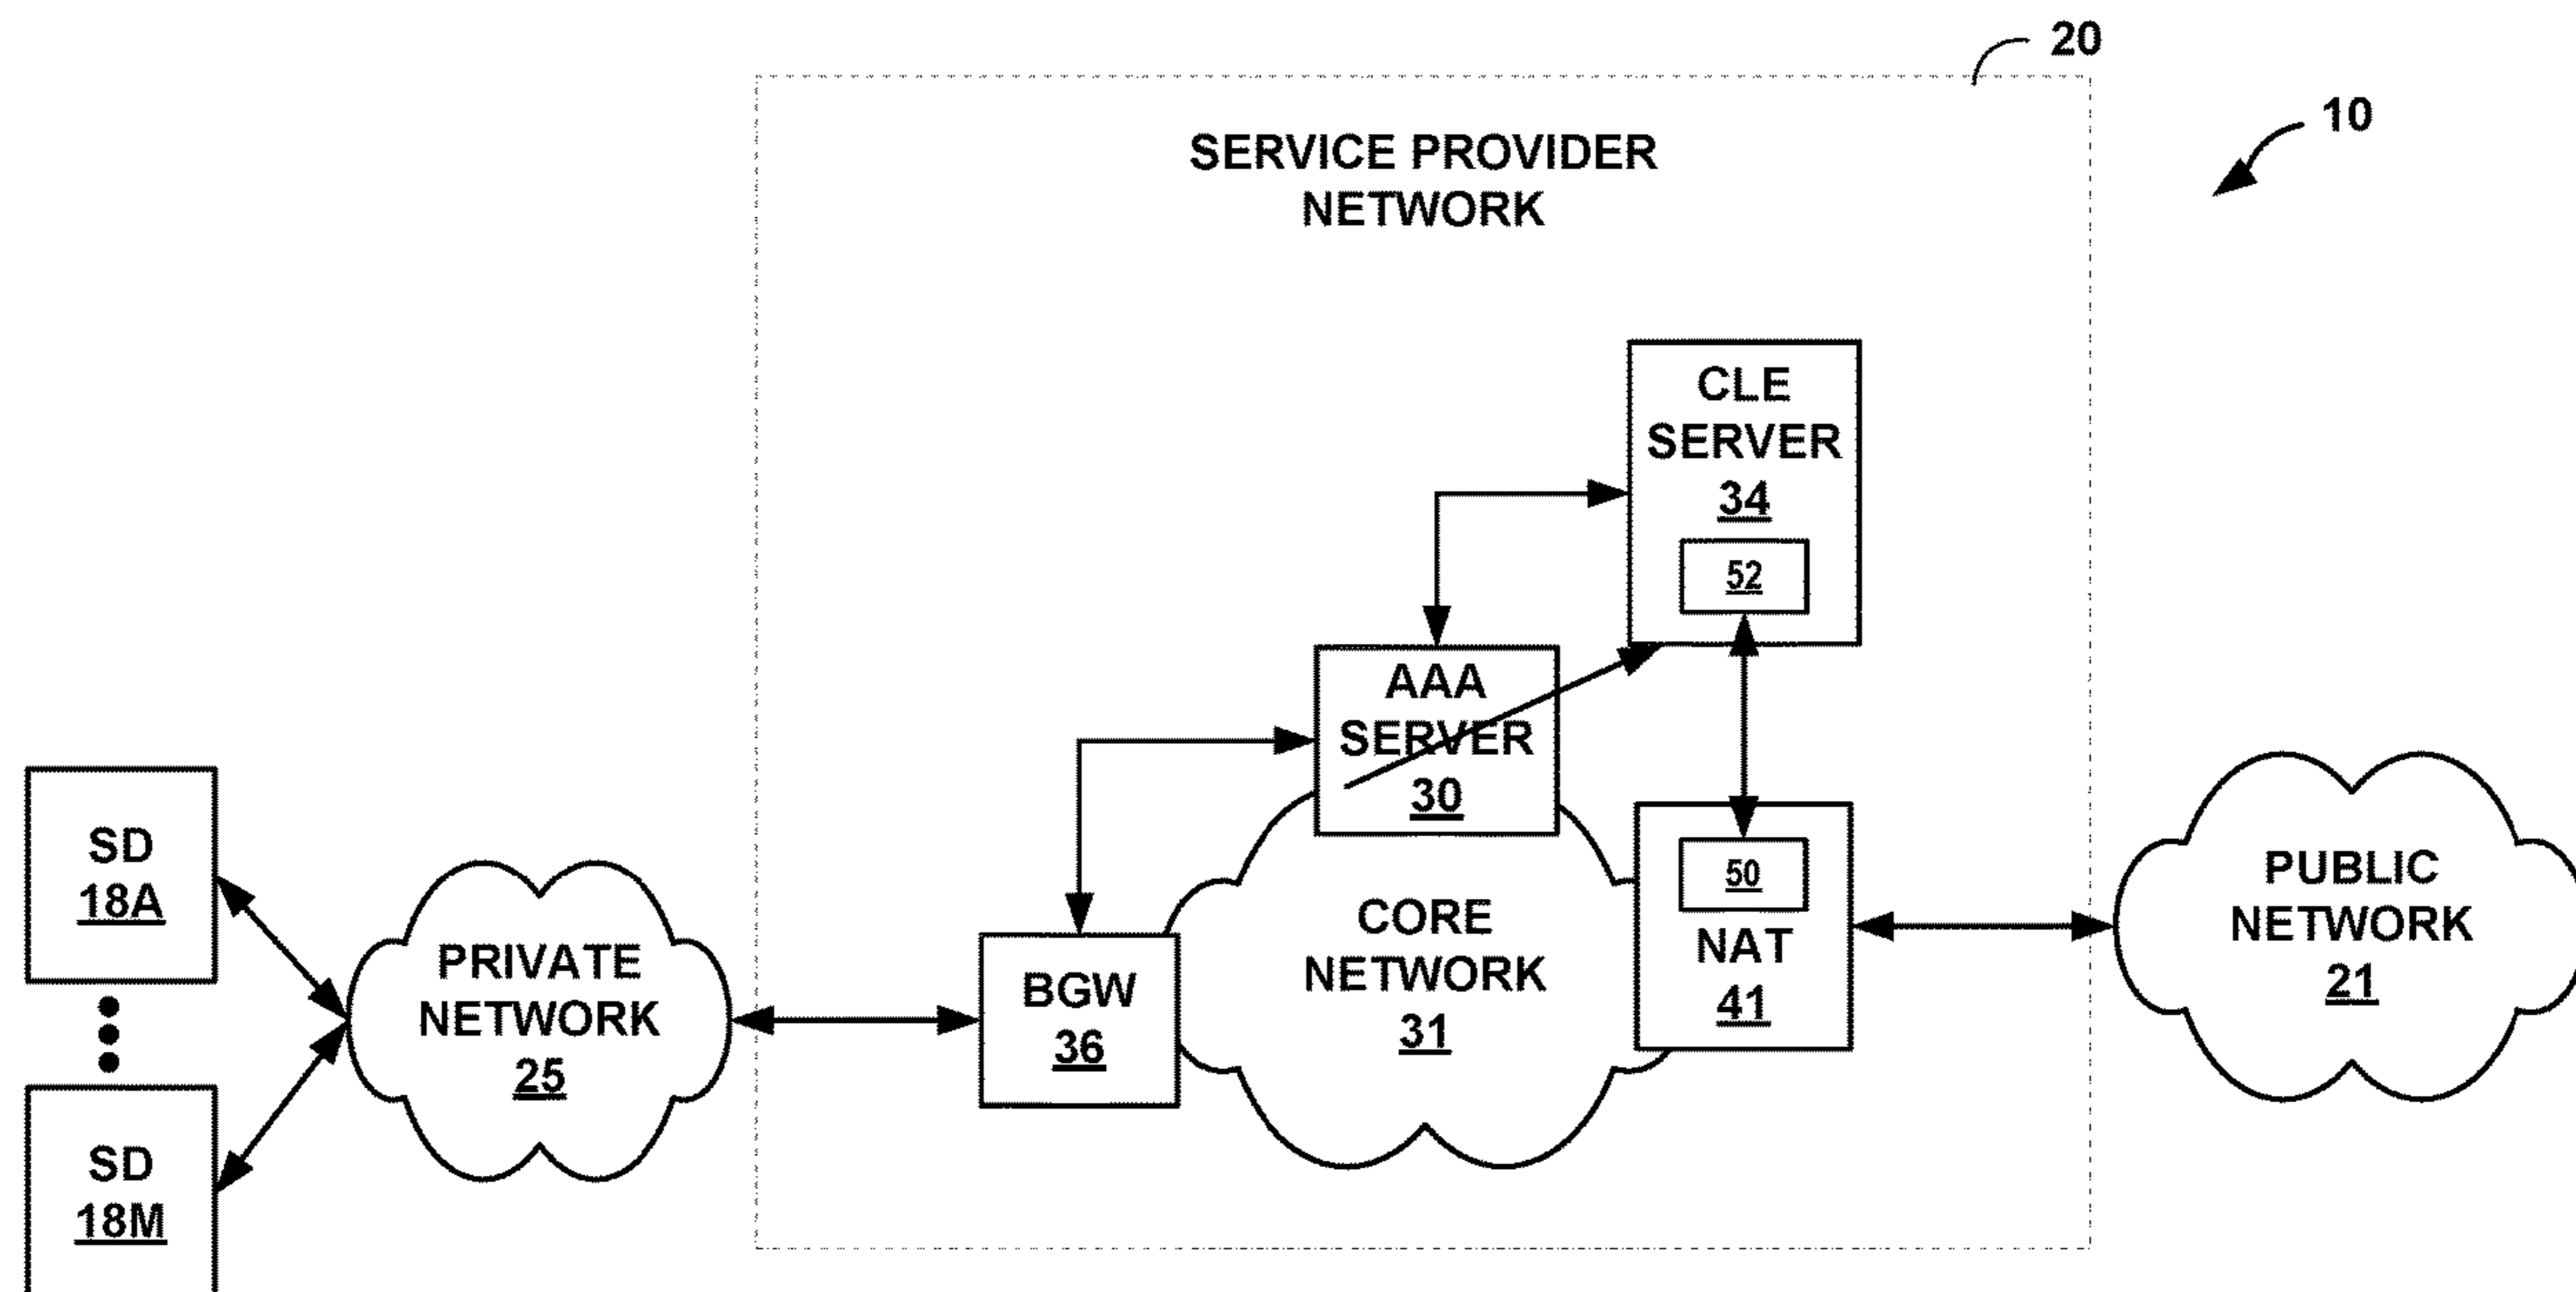 20
10
SERVICE PROVIDER
NETWORK
CLE
SERVER
34
52
AAA
SERVER
30
SD
18A
PRIVATE
NETWORK
25
BGW
36
CORE
NETWORK
31
50
NAT
41
PUBLIC
NETWORK
21
SD
18M